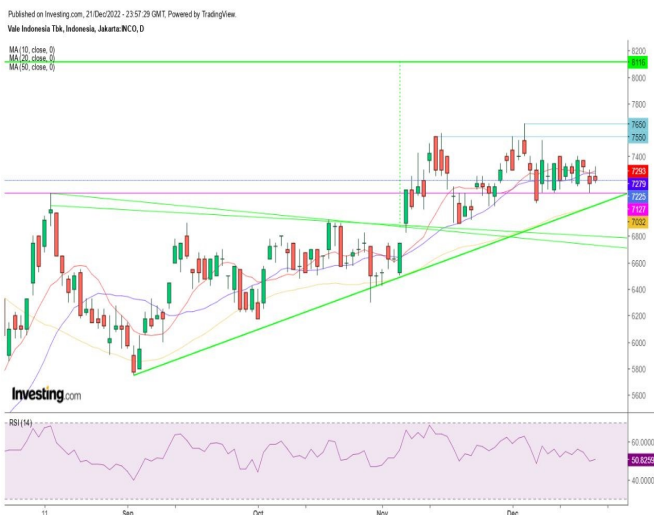 Published on Investing.com, 21/Dec/2022 - 23:57:29 GMT, Powered by TradingView.
Vale Indonesia Tbk, Indonesia, Jakarta:INCO, D
MA (10, close, 0)
MA (20, close, 0)
MA (50, close, 0)
8200
8116
8000
7800
7650
7550
7400
7293
7279
7225
7127
7032
6800
6600
6400
6200
6000
5800
5600
Investing.com
RSI (14)
60.0000
50.8259
40.0000
11 Sep Oct Nov Dec